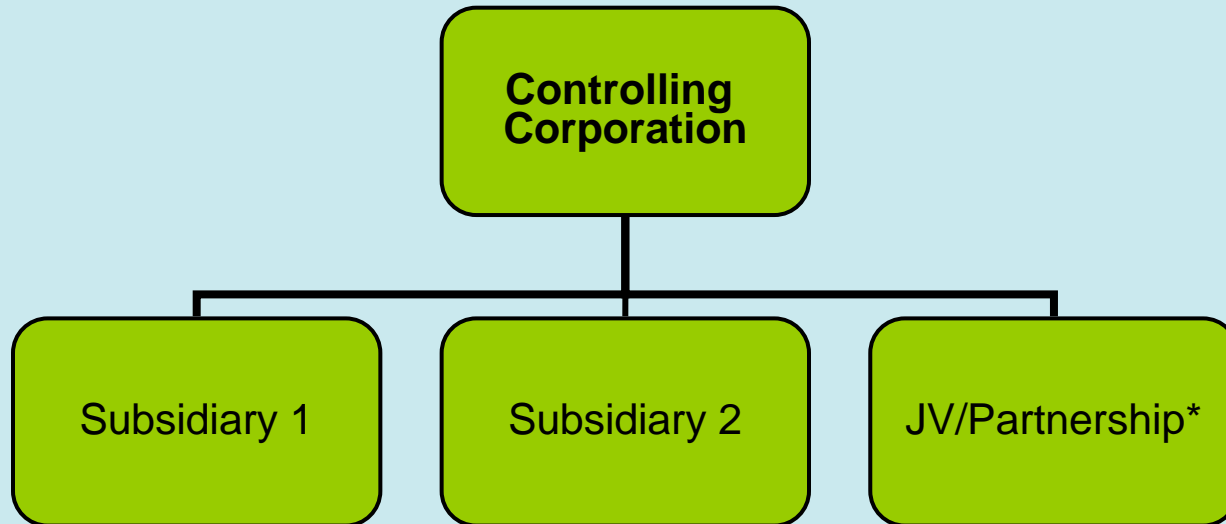 Controlling
Corporation
Subsidiary 1
Subsidiary 2
JV/Partnership*